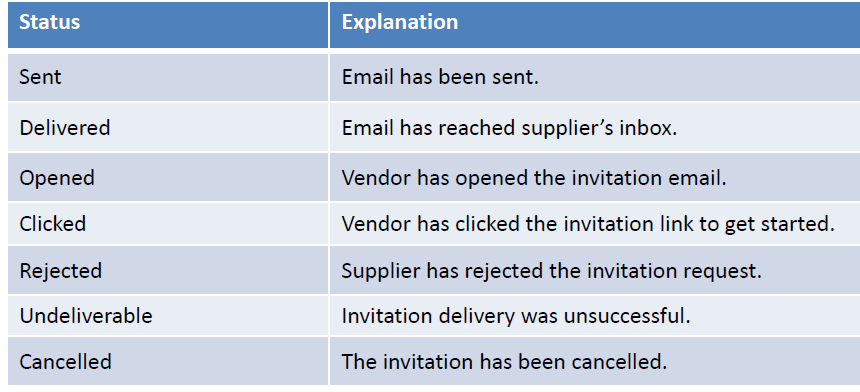 Status Explanation
Sent Email has been sent.
Delivered Email has reached supplier’s inbox.
Opened Vendor has opened the invitation email.
Clicked Vendor has clicked the invitation link to get started.
Rejected Supplier has rejected the invitation request.
Undeliverable Invitation delivery was unsuccessful.
Cancelled The invitation has been cancelled.